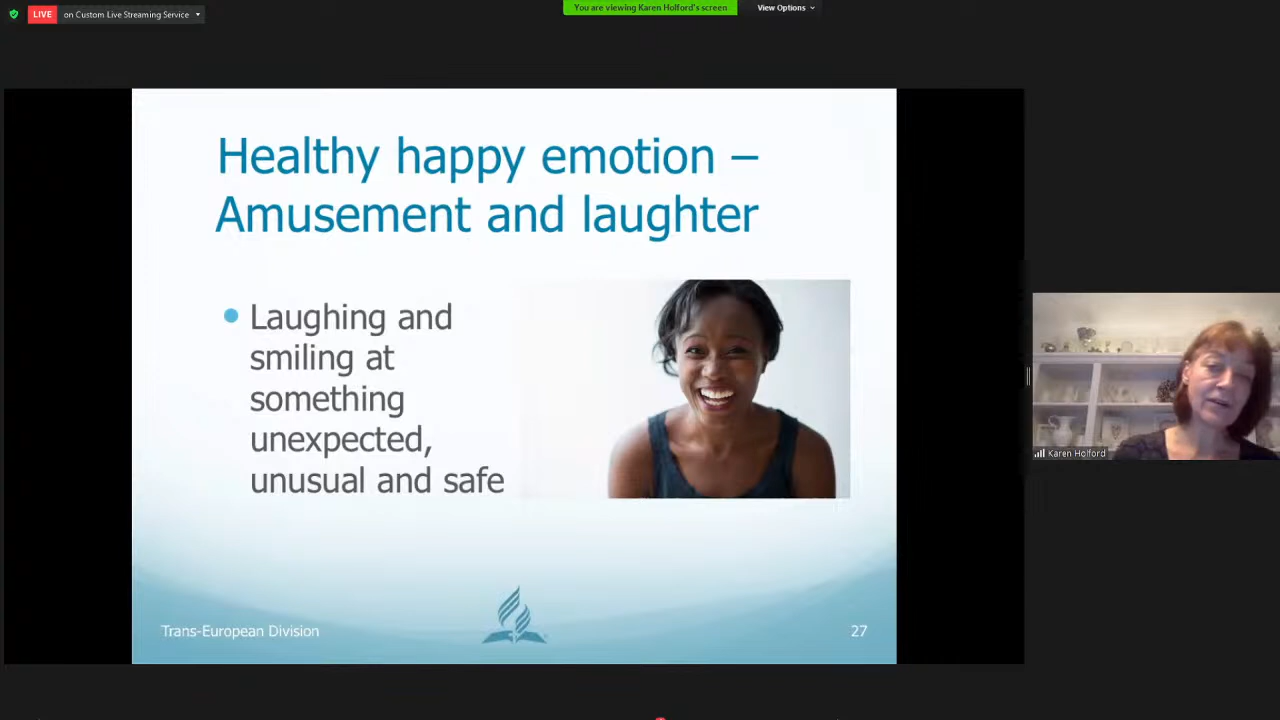 LIVE on Custom Live Streaming Service
You are viewing Karen Holford's screen
View Options
Healthy happy emotion –
Amusement and laughter
Laughing and
smiling at
something
unexpected,
unusual and safe
Karen Holford
Trans-European Division
27